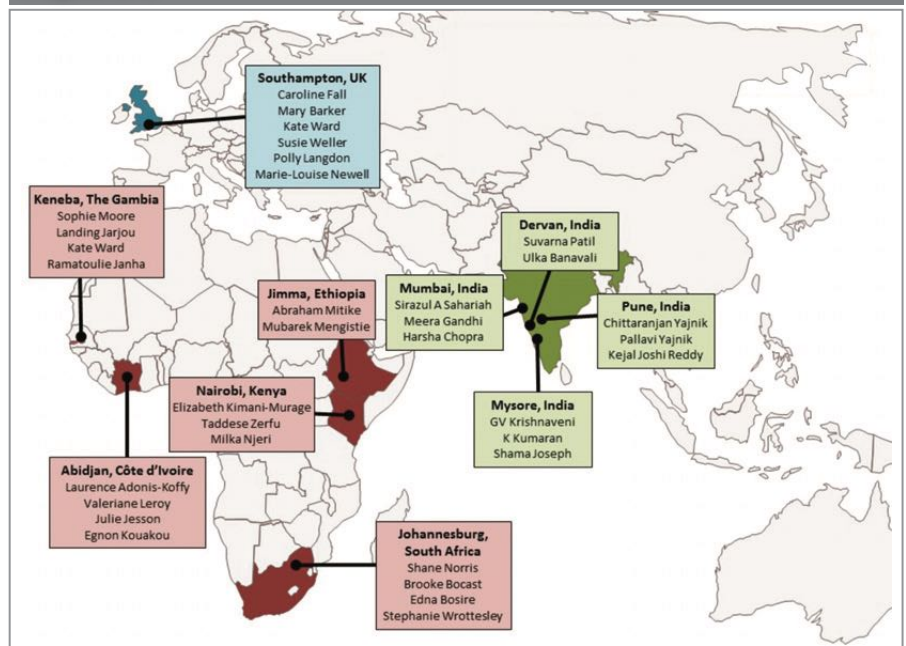 Southampton, UK
Caroline Fall
Mary Barker
Kate Ward
Susie Weller
Polly Langdon
Marie-Louise Newell
Keneba, The Gambia
Sophie Moore
Landing Jarjou
Kate Ward
Ramatoulie Janha
Dervan, India
Suvarna Patil
Ulka Banavali
Mumbai, India
Sirazul A Sahariah
Meera Gandhi
Harsha Chopra
Pune, India
Chittaranjan Yajnik
Pallavi Yajnik
Kejal Joshi Reddy
Jimma, Ethiopia
Abraham Mitike
Mubarek Mengistie
Nairobi, Kenya
Elizabeth Kimani-Murage
Taddese Zerfu
Milka Njeri
Mysore, India
GV Krishnaveni
K Kumaran
Shama Joseph
Abidjan, Côte d'Ivoire
Laurence Adonis-Koffy
Valeriane Leroy
Julie Jesson
Egnon Kouakou
Johannesburg,
South Africa
Shane Norris
Brooke Bocast
Edna Bosire
Stephanie Wrottesley